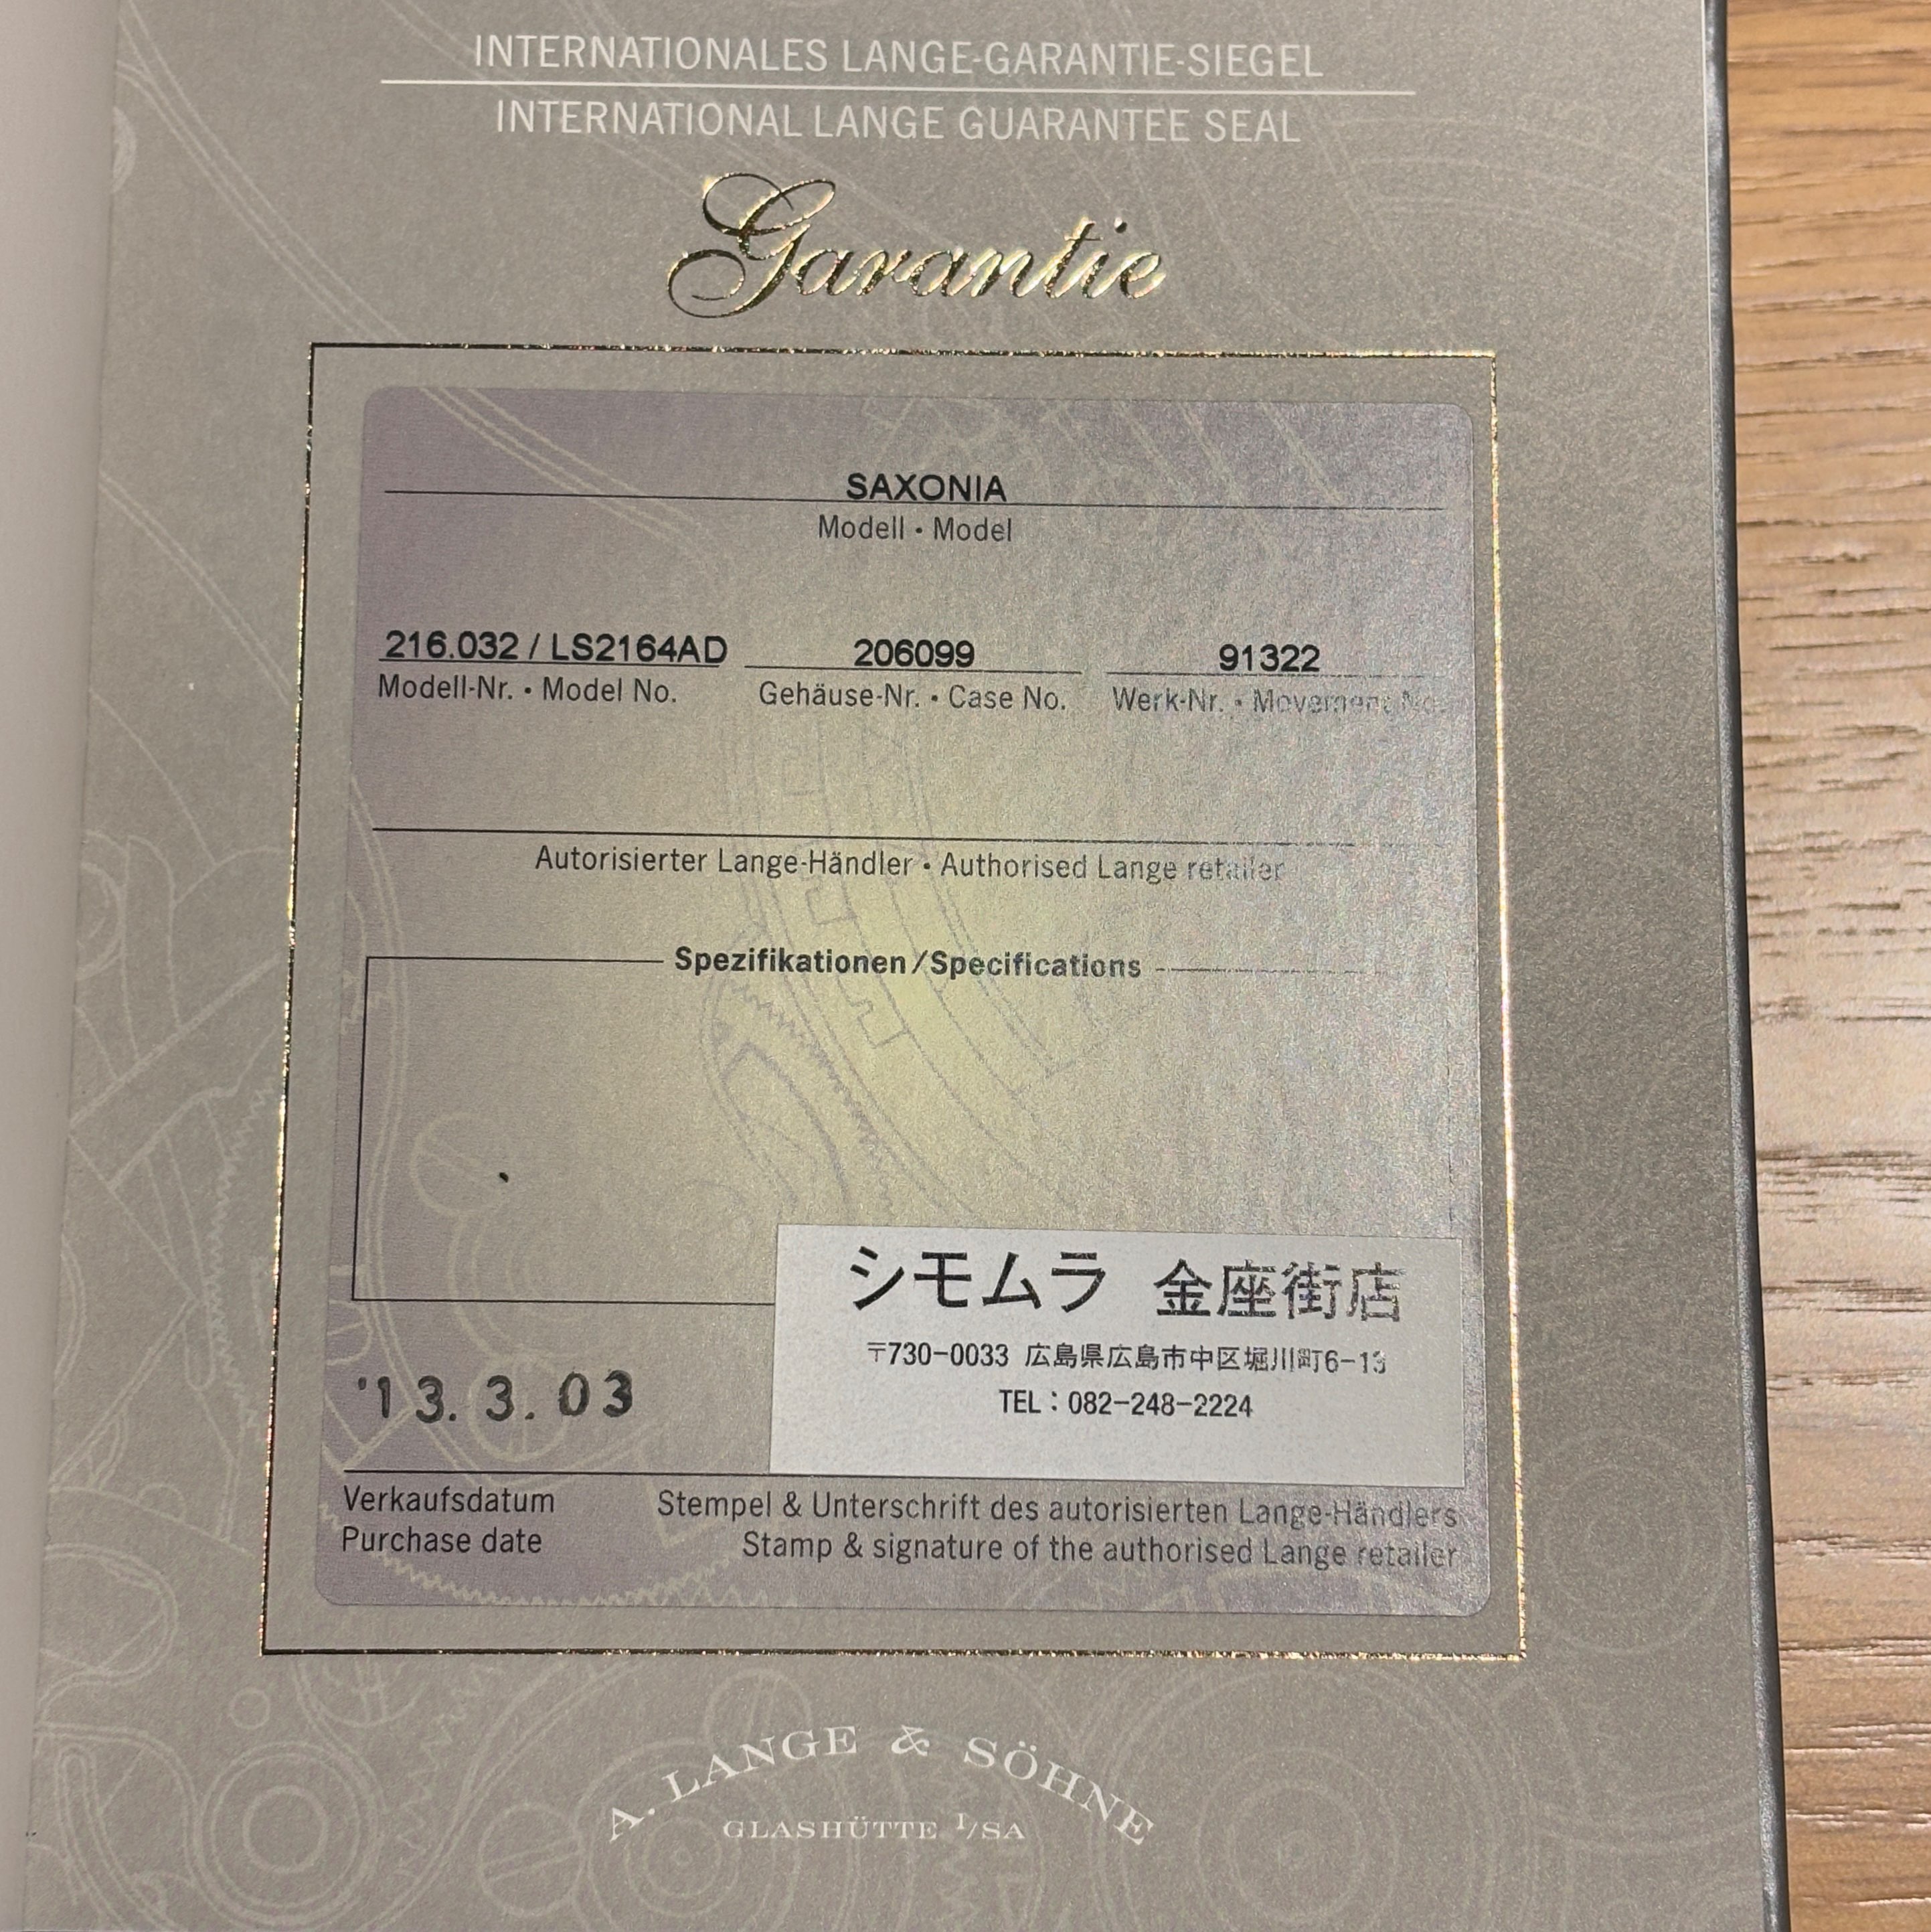 INTERNATIONALES LANGE-GARANTIE-SIEGEL
INTERNATIONAL LANGE GUARANTEE SEAL
Garantie
SAXONIA
Modell • Model
216.032 / LS2164AD 206099 91322
Modell-Nr. • Model No. Gehäuse-Nr. • Case No. Werk-Nr. • Movement No.
Autorisierter Lange-Händler • Authorised Lange retailer
Spezifikationen/Specifications
シモムラ 金座街店
〒730-0033 広島県広島市中区堀川町6-13
TEL：082-248-2224
'13. 3. 03
Verkaufsdatum
Purchase date
Stempel & Unterschrift des autorisierten Lange-Händlers
Stamp & signature of the authorised Lange retailer
A. LANGE & SÖHNE
GLASHÜTTE I/SA